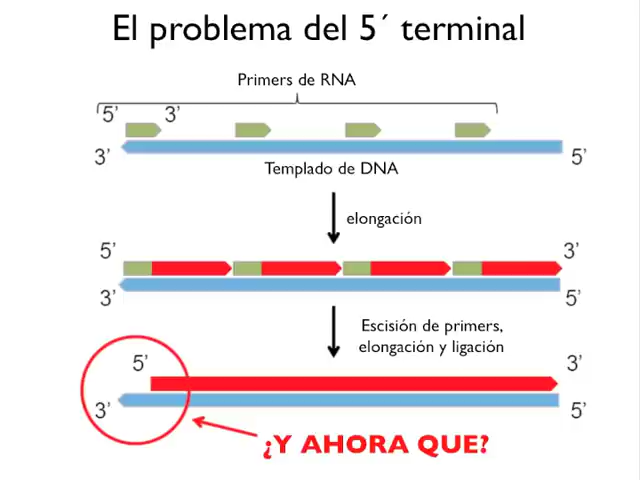 El problema del 5´ terminal
Primers de RNA
5’ 3’
3’ 5’
Templado de DNA
elongación
5’ 3’
3’ 5’
Escisión de primers,
elongación y ligación
5’ 3’
3’ 5’
¿Y AHORA QUE?